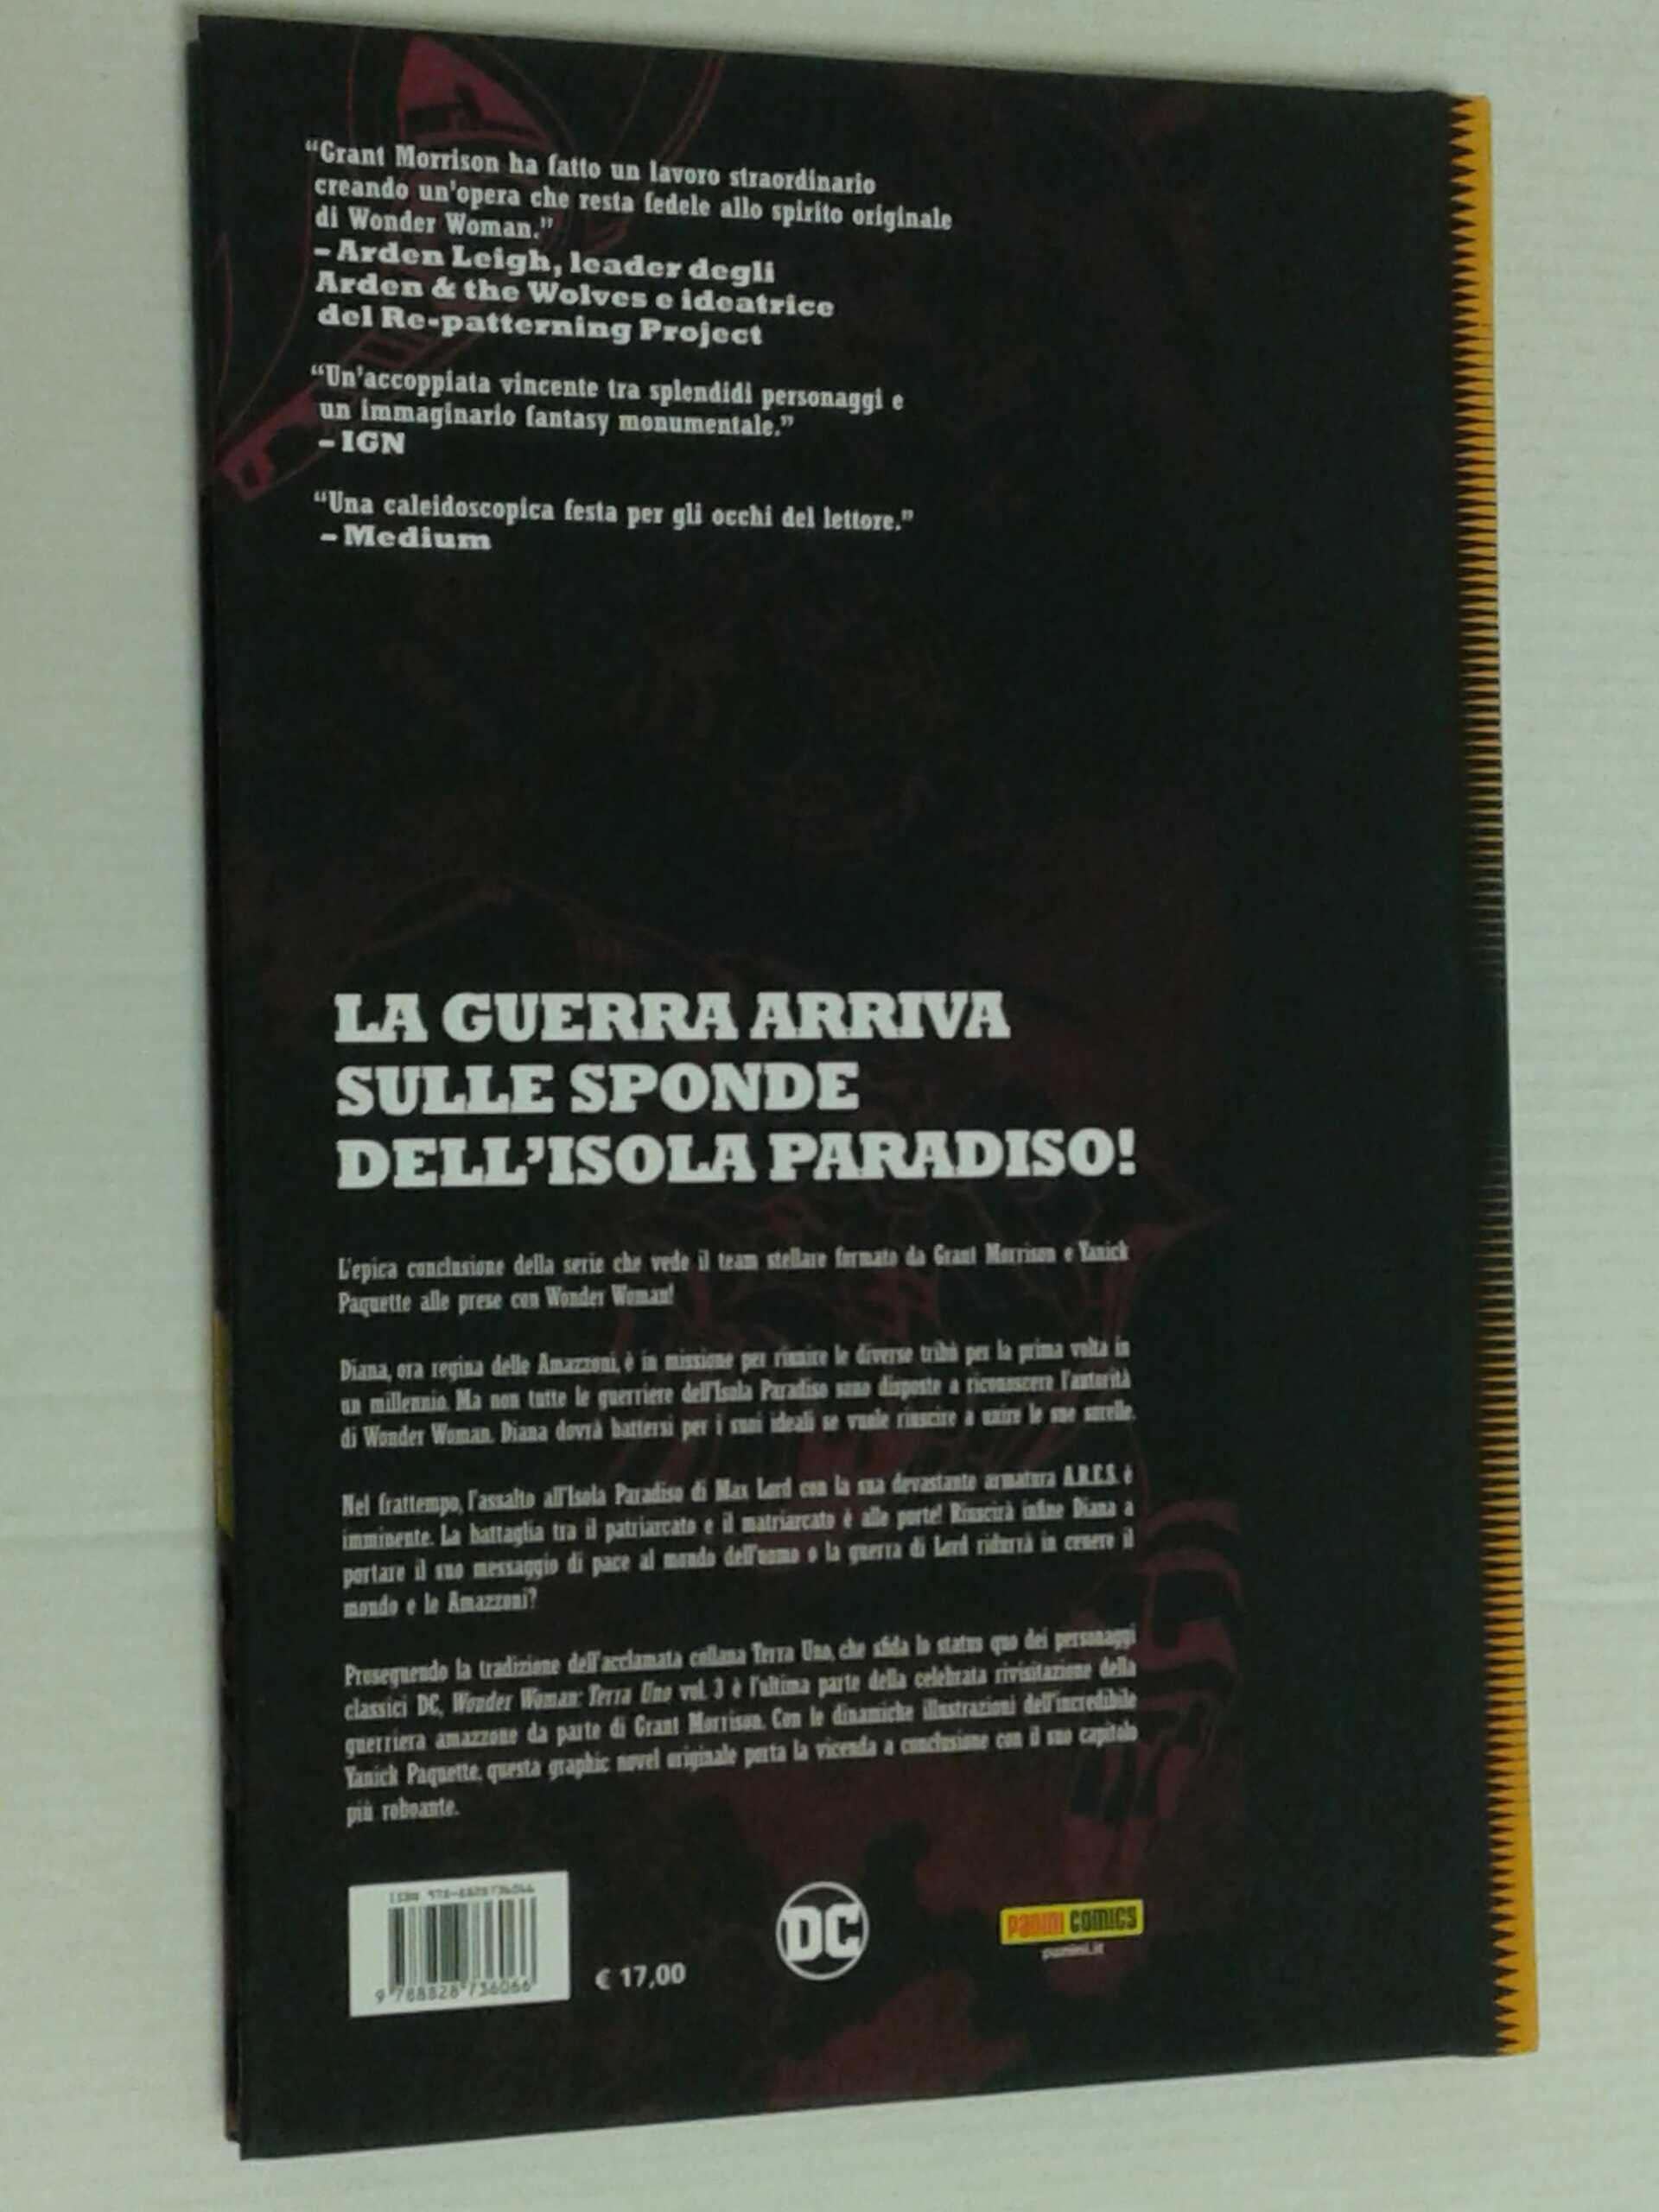 “Grant Morrison ha fatto un lavoro straordinario
creando un'opera che resta fedele allo spirito originale
di Wonder Woman.”
– Arden Leigh, leader degli
Arden & the Wolves e ideatrice
del Re-patterning Project
“Un'accoppiata vincente tra splendidi personaggi e
un immaginario fantasy monumentale.”
– IGN
“Una caleidoscopica festa per gli occhi del lettore.”
– Medium
LA GUERRA ARRIVA
SULLE SPONDE
DELL'ISOLA PARADISO!
L'epica conclusione della serie che vede il team stellare formato da Grant Morrison e Yanick
Paquette alle prese con Wonder Woman!
Diana, ora regina delle Amazzoni, è in missione per riunire le diverse tribù per la prima volta in
un millennio. Ma non tutte le guerriere dell'Isola Paradiso sono disposte a riconoscere l'autorità
di Wonder Woman. Diana dovrà battersi per i suoi ideali se vuole riuscire a unire le sue sorelle.
Nel frattempo, l'assalto all'Isola Paradiso di Max Lord con la sua devastante armatura A.R.E.S. è
imminente. La battaglia tra il patriarcato e il matriarcato è alle porte! Riuscirà infine Diana a
portare il suo messaggio di pace al mondo dell'uomo o la guerra di Lord ridurrà in cenere il
mondo e le Amazzoni?
Proseguendo la tradizione dell'acclamata collana Terra Uno, che sfida lo status quo dei personaggi
classici DC, Wonder Woman: Terra Uno vol. 3 è l'ultima parte della celebrata rivisitazione della
guerriera amazzone da parte di Grant Morrison. Con le dinamiche illustrazioni dell'incredibile
Yanick Paquette, questa graphic novel originale porta la vicenda a conclusione con il suo capitolo
più roboante.
ISBN 978-8828736066
9 788828 736066
€ 17,00
DC
PANINI COMICS
panini.it